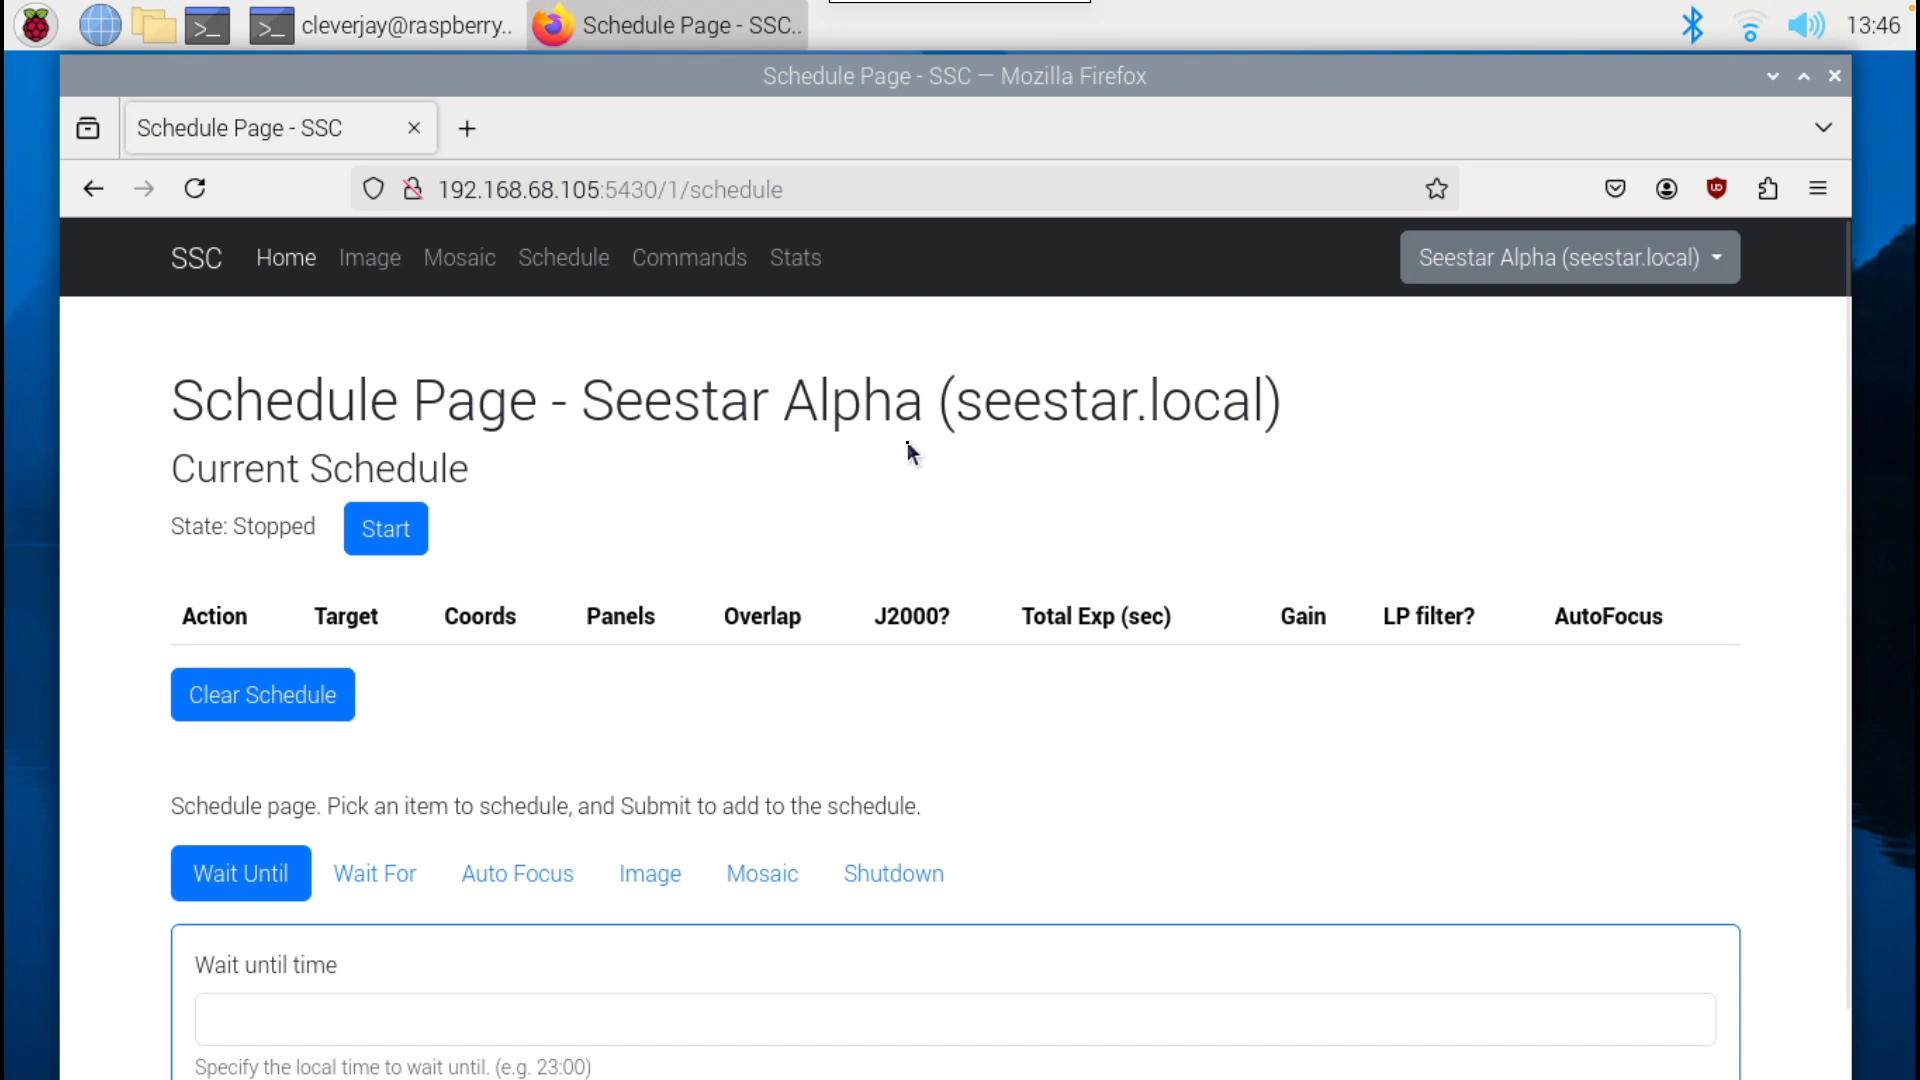 cleverjay@raspberry..
Schedule Page - SSC..
13:46
Schedule Page - SSC — Mozilla Firefox
Schedule Page - SSC
192.168.68.105:5430/1/schedule
SSC Home Image Mosaic Schedule Commands Stats Seestar Alpha (seestar.local)
Schedule Page - Seestar Alpha (seestar.local)
Current Schedule
State: Stopped Start
Action Target Coords Panels Overlap J2000? Total Exp (sec) Gain LP filter? AutoFocus
Clear Schedule
Schedule page. Pick an item to schedule, and Submit to add to the schedule.
Wait Until Wait For Auto Focus Image Mosaic Shutdown
Wait until time
Specify the local time to wait until. (e.g. 23:00)